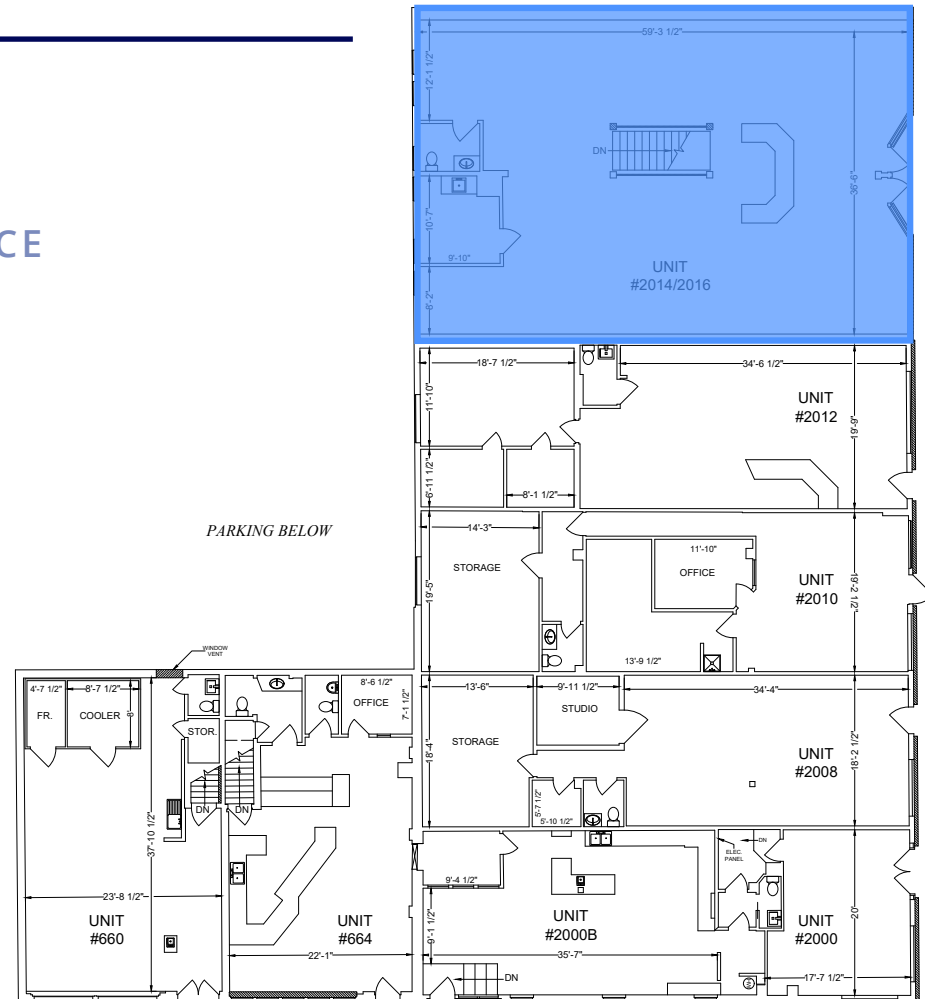 CE
59'-3 1/2"
12'-1 1/2"
DN
36'-6"
10'-7"
9'-10"
8'-2"
UNIT
#2014/2016
18'-7 1/2"
34'-6 1/2"
11'-10"
UNIT
#2012
19'-9"
6'-11 1/2"
8'-1 1/2"
PARKING BELOW
14'-3"
STORAGE
11'-10"
OFFICE
UNIT
#2010
19'-5"
19'-2 1/2"
13'-9 1/2"
WINDOW
VENT
4'-7 1/2"
8'-7 1/2"
FR.
COOLER
8'
STOR.
8'-6 1/2"
OFFICE
7'-1 1/2"
13'-6"
9'-11 1/2"
34'-4"
STUDIO
STORAGE
18'-4"
UNIT
#2008
18'-2 1/2"
5'-7 1/2"
5'-10 1/2"
DN
DN
37'-10 1/2"
23'-8 1/2"
UNIT
#660
UNIT
#664
22'-1"
9'-4 1/2"
9'-1 1/2"
UNIT
#2000B
35'-7"
DN
ELEC.
PANEL
DN
UNIT
#2000
20'
17'-7 1/2"